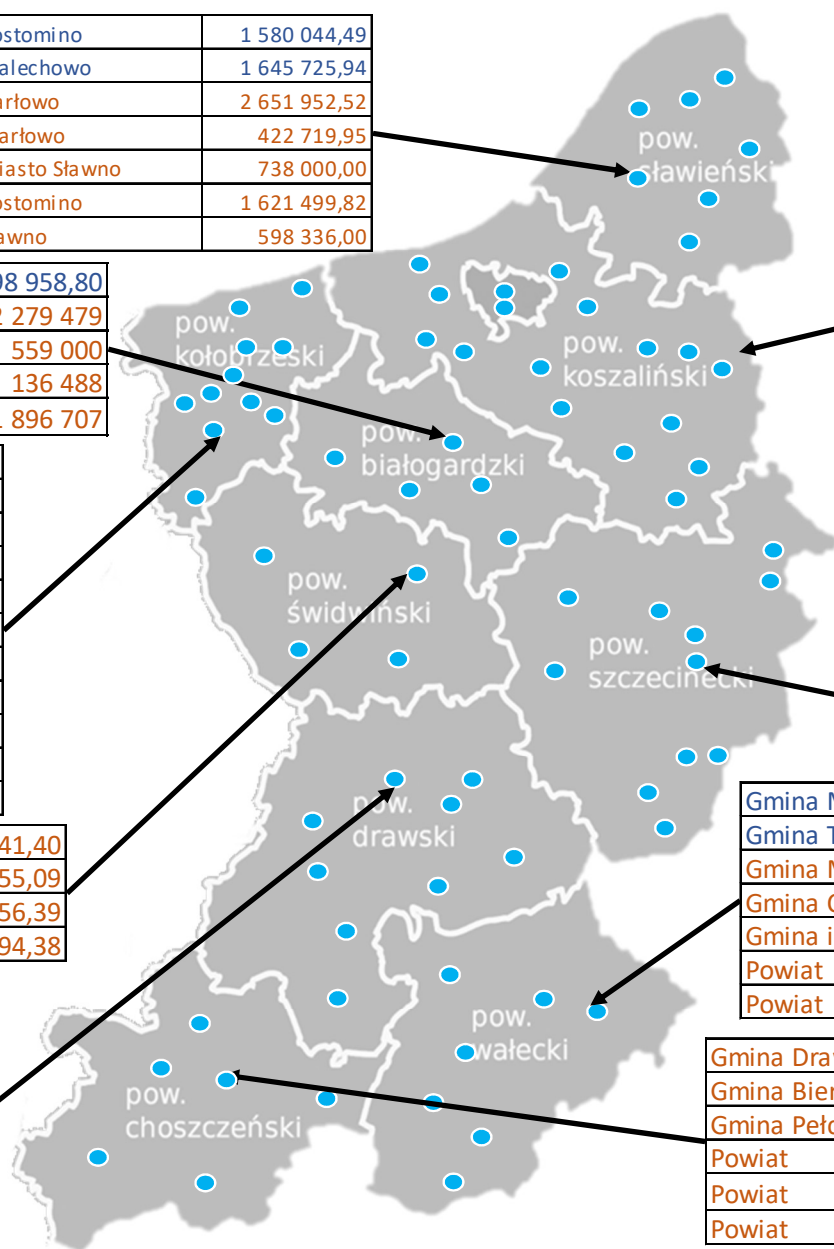 ostomino 1 580 044,49
alechowo 1 645 725,94
arłowo 2 651 952,52
arłowo 422 719,95
iasto Sławno 738 000,00
ostomino 1 621 499,82
awno 598 336,00
98 958,80
2 279 479
559 000
136 488
1 896 707
pow.
sławieński
pow.
kołobrzeski
pow.
koszaliński
pow.
białogardzki
pow.
świdwiński
pow.
szczecinecki
41,40
55,09
56,39
94,38
pow.
drawski
Gmina
Gmina T
Gmina
Gmina
Gmina i
Powiat
Powiat
pow.
wałecki
pow.
choszczeński
Gmina Dra
Gmina Bier
Gmina Peł
Powiat
Powiat
Powiat